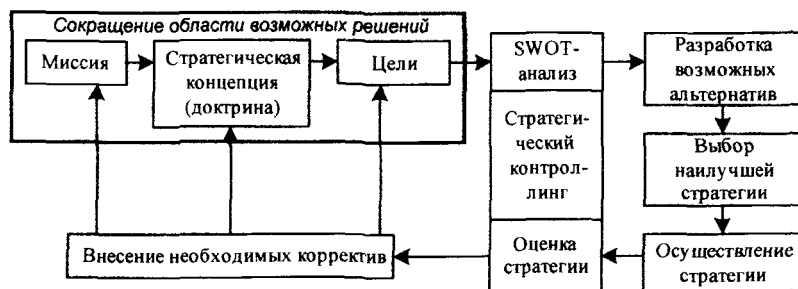 Сокращение области возможных решений
Миссия
Стратегическая
концепция
(доктрина)
Цели
SWOT-
анализ
Разработка
возможных
альтернатив
Стратеги-
ческий
контрол-
линг
Выбор
наилучшей
стратегии
Внесение необходимых корректив
Оценка
стратегии
Осуществление
стратегии